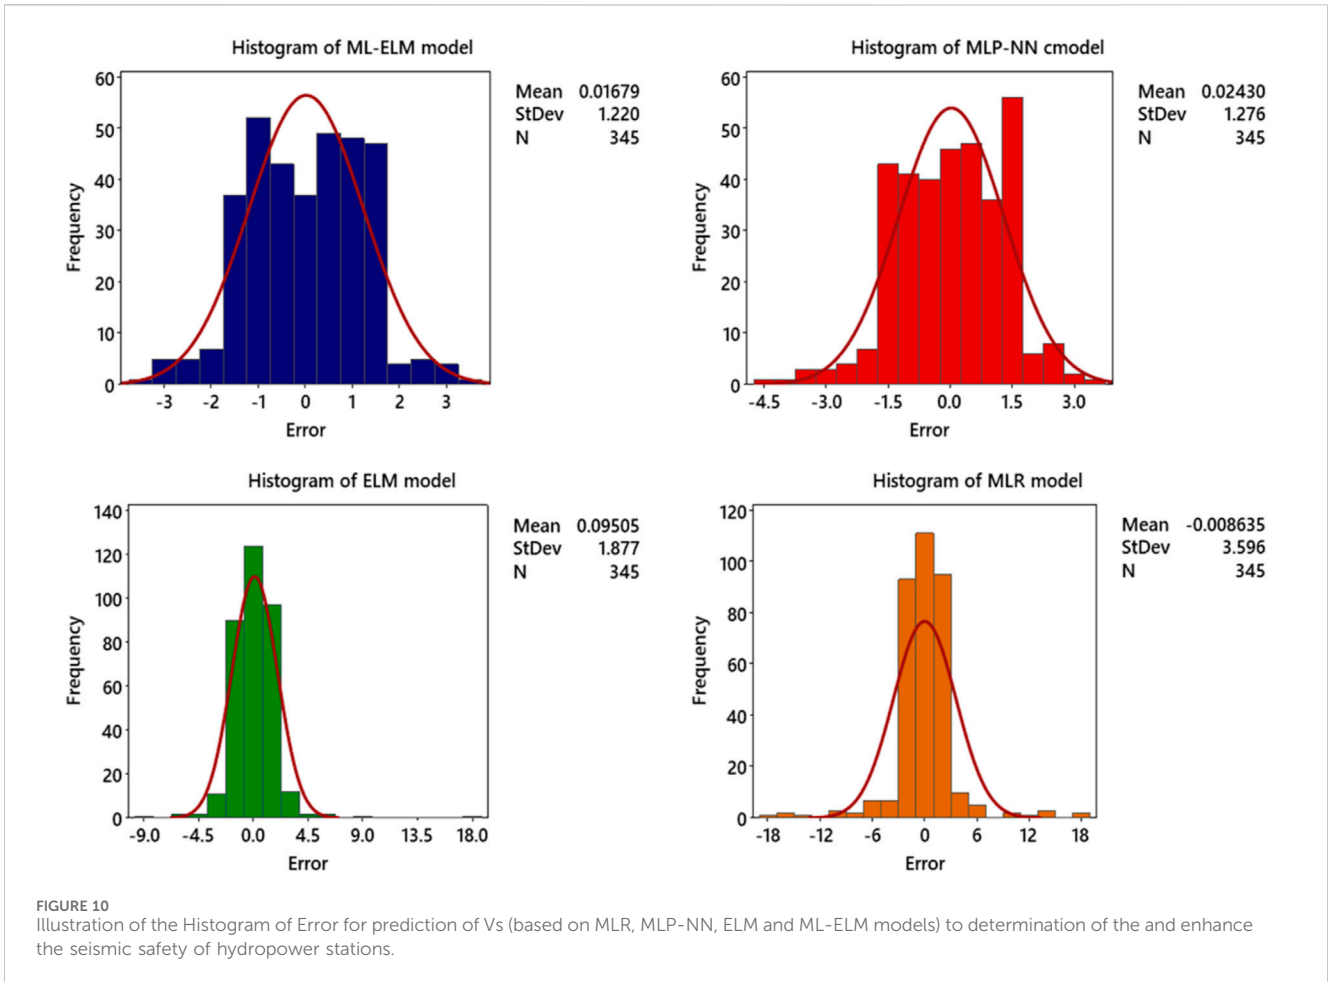 Histogram of ML-ELM model
Mean 0.01679
StDev 1.220
N 345
60
50
40
30
20
10
0
Frequency
-3 -2 -1 0 1 2 3
Error
Histogram of MLP-NN cmodel
Mean 0.02430
StDev 1.276
N 345
60
50
40
30
20
10
0
Frequency
-4.5 -3.0 -1.5 0.0 1.5 3.0
Error
Histogram of ELM model
Mean 0.09505
StDev 1.877
N 345
140
120
100
80
60
40
20
0
Frequency
-9.0 -4.5 0.0 4.5 9.0 13.5 18.0
Error
Histogram of MLR model
Mean -0.008635
StDev 3.596
N 345
120
100
80
60
40
20
0
Frequency
-18 -12 -6 0 6 12 18
Error
FIGURE 10
Illustration of the Histogram of Error for prediction of Vs (based on MLR, MLP-NN, ELM and ML-ELM models) to determination of the and enhance
the seismic safety of hydropower stations.